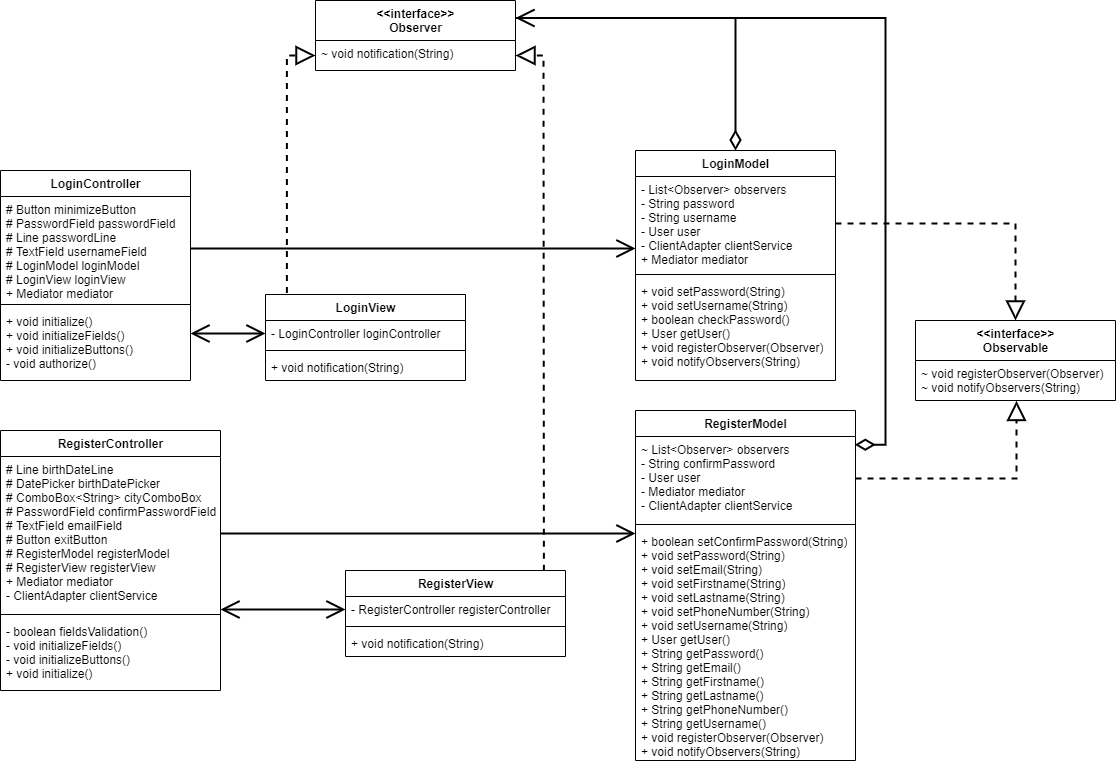 <<interface>>
Observer
~ void notification(String)
LoginController
# Button minimizeButton
# PasswordField passwordField
# Line passwordLine
# TextField usernameField
# LoginModel loginModel
# LoginView loginView
+ Mediator mediator
+ void initialize()
+ void initializeFields()
+ void initializeButtons()
- void authorize()
LoginView
- LoginController loginController
+ void notification(String)
LoginModel
- List<Observer> observers
- String password
- String username
- User user
- ClientAdapter clientService
+ Mediator mediator
+ void setPassword(String)
+ void setUsername(String)
+ boolean checkPassword()
+ User getUser()
+ void registerObserver(Observer)
+ void notifyObservers(String)
<<interface>>
Observable
~ void registerObserver(Observer)
~ void notifyObservers(String)
RegisterController
# Line birthDateLine
# DatePicker birthDatePicker
# ComboBox<String> cityComboBox
# PasswordField confirmPasswordField
# TextField emailField
# Button exitButton
# RegisterModel registerModel
# RegisterView registerView
+ Mediator mediator
- ClientAdapter clientService
- boolean fieldsValidation()
- void initializeFields()
- void initializeButtons()
+ void initialize()
RegisterView
- RegisterController registerController
+ void notification(String)
RegisterModel
~ List<Observer> observers
- String confirmPassword
- User user
- Mediator mediator
- ClientAdapter clientService
+ boolean setConfirmPassword(String)
+ void setPassword(String)
+ void setEmail(String)
+ void setFirstname(String)
+ void setLastname(String)
+ void setPhoneNumber(String)
+ void setUsername(String)
+ User getUser()
+ String getPassword()
+ String getEmail()
+ String getFirstname()
+ String getLastname()
+ String getPhoneNumber()
+ String getUsername()
+ void registerObserver(Observer)
+ void notifyObservers(String)